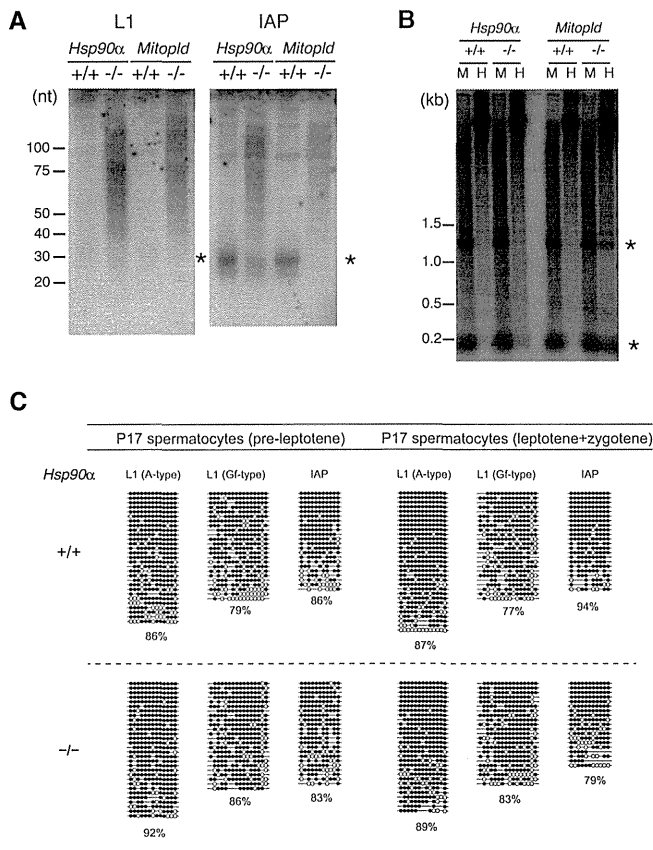 A
L1
IAP
Hsp90α Mitopld Hsp90α Mitopld
+/+ -/- +/+ -/- +/+ -/- +/+ -/-
(nt)
100
75
50
40
30
20
*
*
B
Hsp90α Mitopld
+/+ -/- +/+ -/-
M H M H M H M H
(kb)
1.5
1.0
0.5
0.2
*
*
C
P17 spermatocytes (pre-leptotene) P17 spermatocytes (leptotene+zygotene)
Hsp90α L1 (A-type) L1 (Gf-type) IAP L1 (A-type) L1 (Gf-type) IAP
+/+
86% 79% 86% 87% 77% 94%
−/−
92% 86% 83% 89% 83% 79%